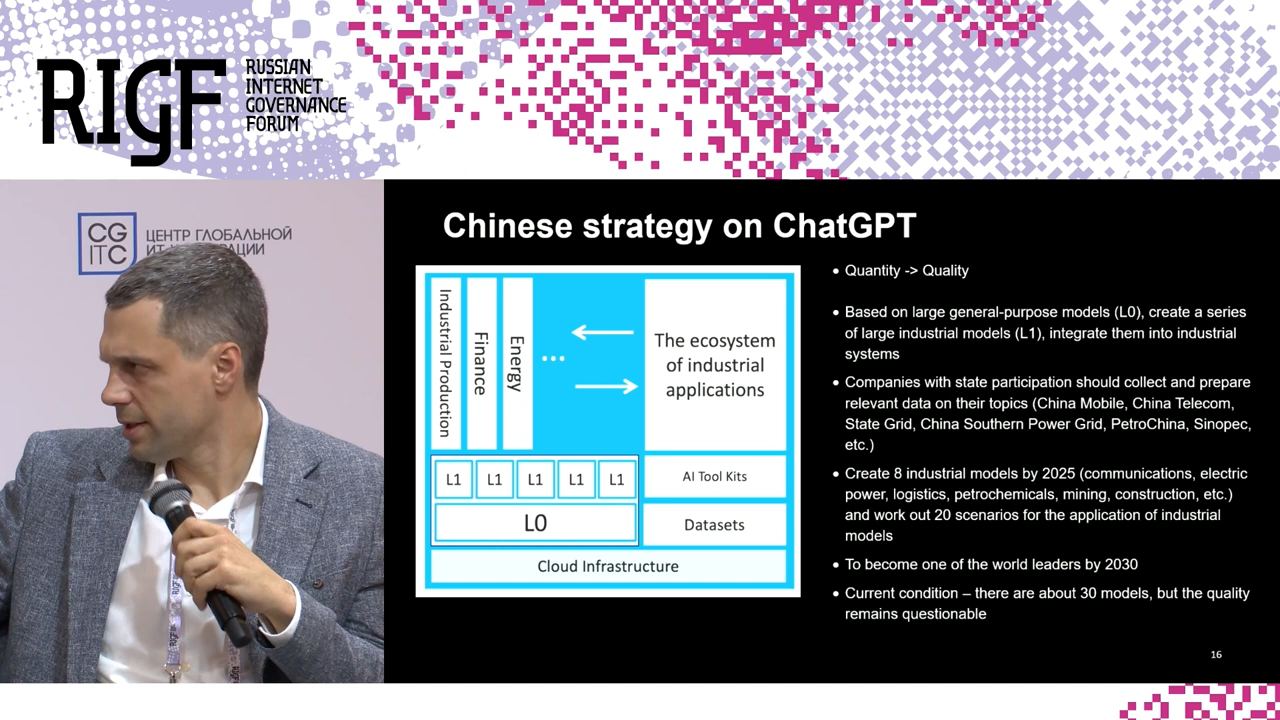 RIGF
RUSSIAN
INTERNET
GOVERNANCE
FORUM
CG
ITC
ЦЕНТР ГЛОБАЛЬНОЙ
Chinese strategy on ChatGPT
Industrial Production
Finance
Energy
...
The ecosystem
of industrial
applications
L1
L1
L1
L1
L1
AI Tool Kits
L0
Datasets
Cloud Infrastructure
• Quantity -> Quality
• Based on large general-purpose models (L0), create a series
of large industrial models (L1), integrate them into industrial
systems
• Companies with state participation should collect and prepare
relevant data on their topics (China Mobile, China Telecom,
State Grid, China Southern Power Grid, PetroChina, Sinopec,
etc.)
• Create 8 industrial models by 2025 (communications, electric
power, logistics, petrochemicals, mining, construction, etc.)
and work out 20 scenarios for the application of industrial
models
• To become one of the world leaders by 2030
• Current condition – there are about 30 models, but the quality
remains questionable
16
RIGF